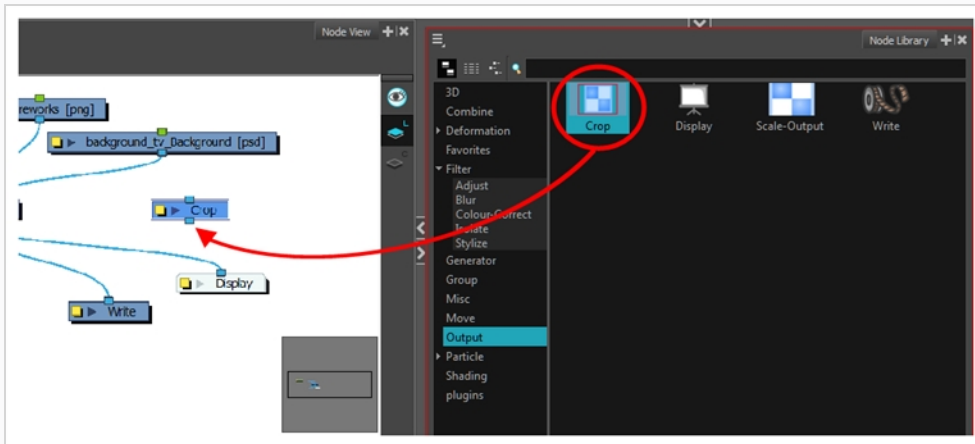 Node View
eworks [png]
background_tv_Background [psd]
Crop
Display
Write
L
C
Node Library
3D
Combine
Deformation
Favorites
Filter
Adjust
Blur
Colour-Correct
Isolate
Stylize
Generator
Group
Misc
Move
Output
Particle
Shading
plugins
Crop
Display
Scale-Output
Write